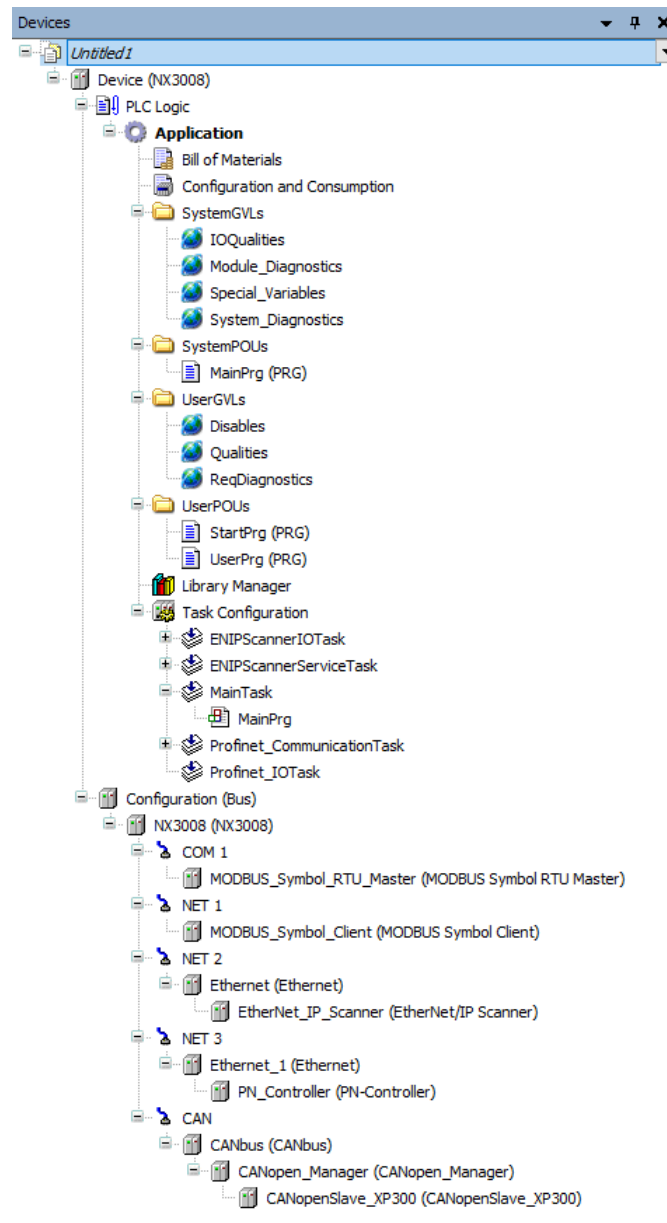 Devices
Untitled1
Device (NX3008)
PLC Logic
Application
Bill of Materials
Configuration and Consumption
SystemGVLs
IOQualities
Module_Diagnostics
Special_Variables
System_Diagnostics
SystemPOUs
MainPrg (PRG)
UserGVLs
Disables
Qualities
ReqDiagnostics
UserPOUs
StartPrg (PRG)
UserPrg (PRG)
Library Manager
Task Configuration
ENIPScannerIOTask
ENIPScannerServiceTask
MainTask
MainPrg
Profinet_CommunicationTask
Profinet_IOTask
Configuration (Bus)
NX3008 (NX3008)
COM 1
MODBUS_Symbol_RTU_Master (MODBUS Symbol RTU Master)
NET 1
MODBUS_Symbol_Client (MODBUS Symbol Client)
NET 2
Ethernet (Ethernet)
EtherNet_IP_Scanner (EtherNet/IP Scanner)
NET 3
Ethernet_1 (Ethernet)
PN_Controller (PN-Controller)
CAN
CANbus (CANbus)
CANopen_Manager (CANopen_Manager)
CANopenSlave_XP300 (CANopenSlave_XP300)